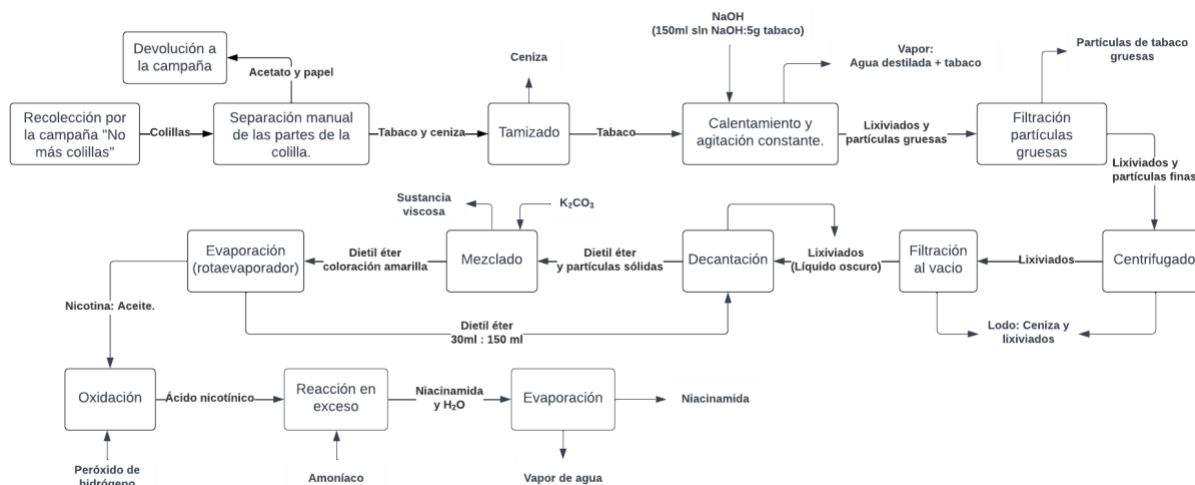 NaOH
(150ml sln NaOH:5g tabaco)
Devolución a
la campaña
Acetato y papel
Ceniza
Vapor:
Agua destilada + tabaco
Partículas de tabaco
gruesas
Recolección por
la campaña "No
más colillas"
Colillas
Separación manual
de las partes de la
colilla.
Tabaco y ceniza
Tamizado
Tabaco
Calentamiento y
agitación constante.
Lixiviados y
partículas gruesas
Filtración
partículas
gruesas
Lixiviados y
partículas finas
Sustancia
viscosa
K₂CO₃
Evaporación
(rotaevaporador)
Dietil éter
coloración amarilla
Mezclado
Dietil éter
y partículas sólidas
Decantación
Lixiviados
(Líquido oscuro)
Filtración
al vacio
Lixiviados
Centrifugado
Nicotina: Aceite.
Dietil éter
30ml : 150 ml
Lodo: Ceniza y
lixiviados
Oxidación
Ácido nicotínico
Reacción en
exceso
Niacinamida
y H₂O
Evaporación
Niacinamida
Peróxido de
hidrógeno
Amoníaco
Vapor de agua